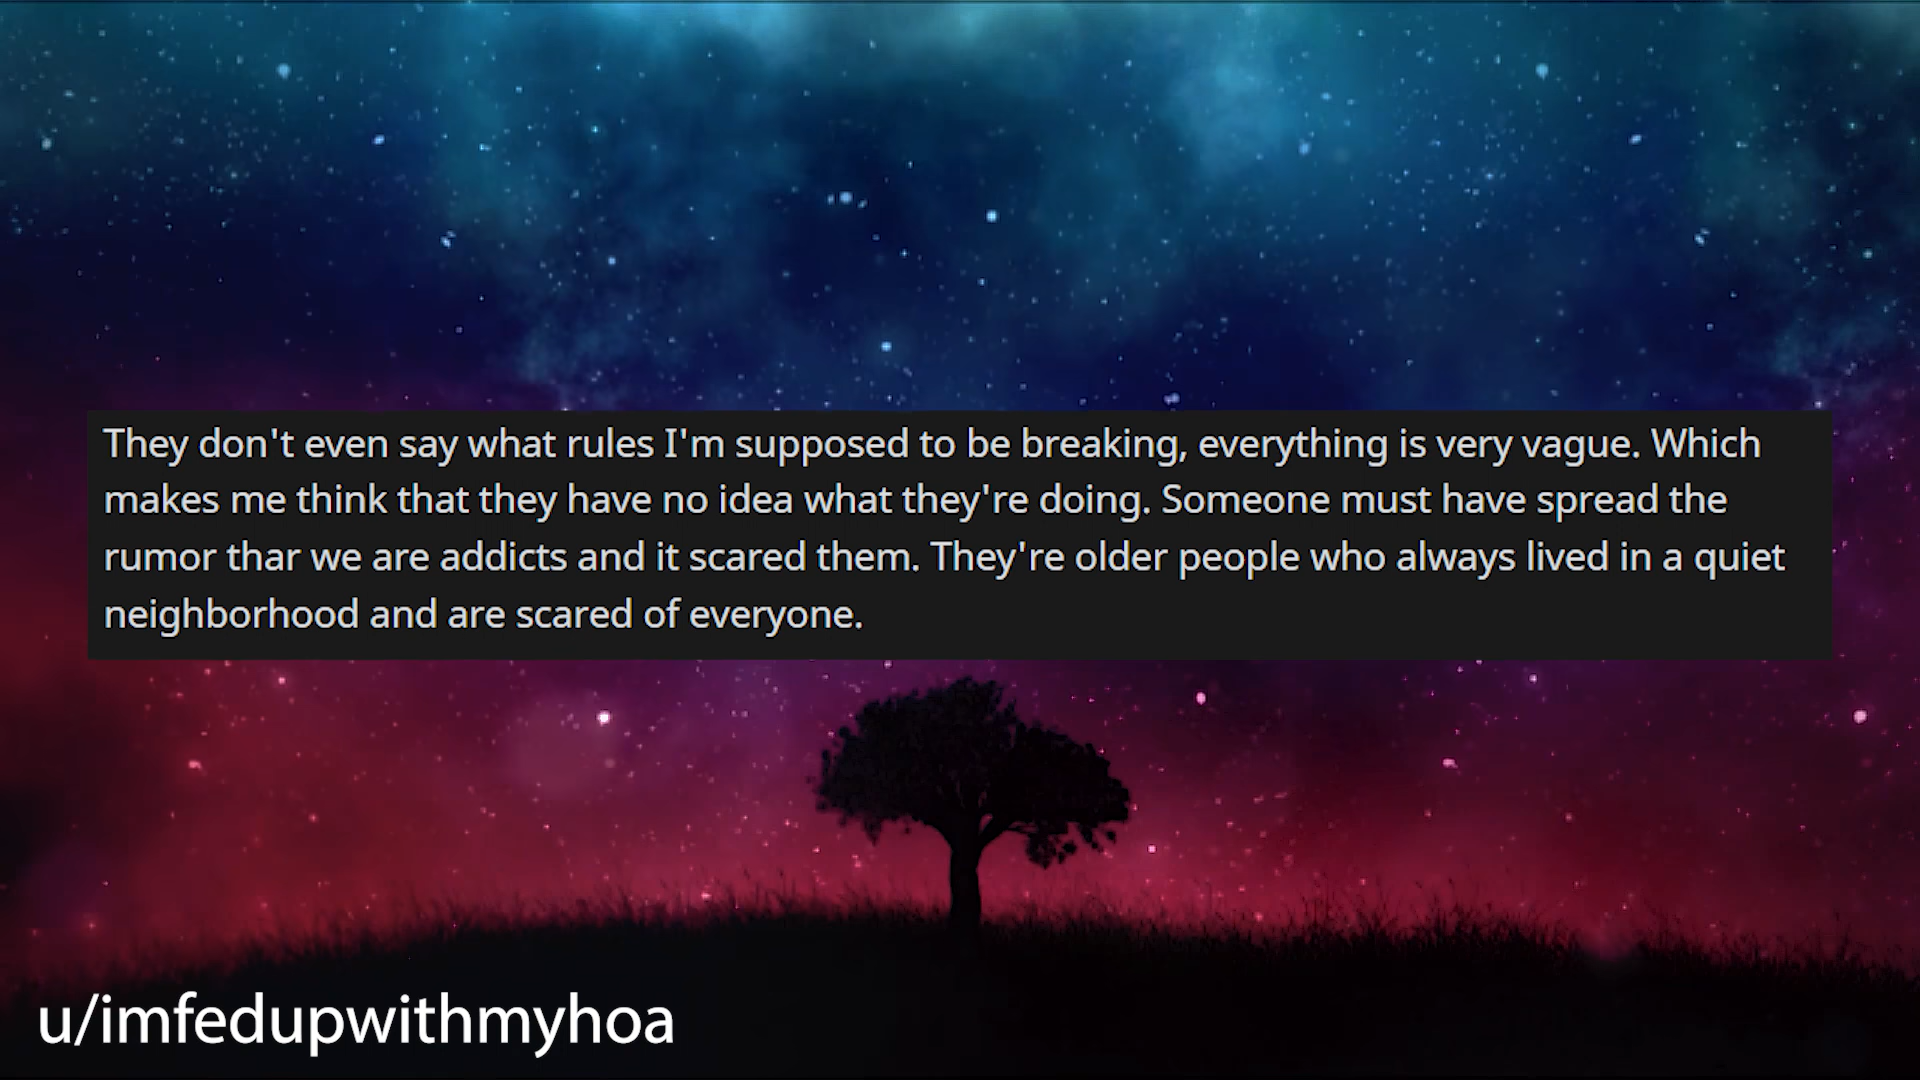 They don't even say what rules I'm supposed to be breaking, everything is very vague. Which
makes me think that they have no idea what they're doing. Someone must have spread the
rumor thar we are addicts and it scared them. They're older people who always lived in a quiet
neighborhood and are scared of everyone.
u/imfedupwithmyhoa